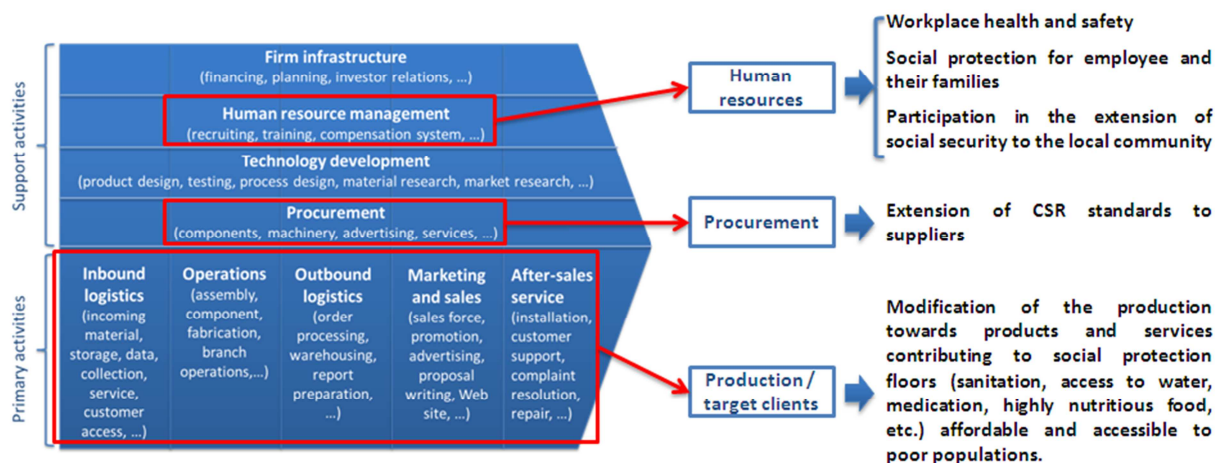 Support activities
Firm infrastructure
(financing, planning, investor relations, ...)
Human resource management
(recruiting, training, compensation system, ...)
Technology development
(product design, testing, process design, material research, market research, ...)
Procurement
(components, machinery, advertising, services, ...)
Primary activities
Inbound
logistics
(incoming
material,
storage, data,
collection,
service,
customer
access, ...)
Operations
(assembly,
component,
fabrication,
branch
operations,...)
Outbound
logistics
(order
processing,
warehousing,
report
preparation,
...)
Marketing
and sales
(sales force,
promotion,
advertising,
proposal
writing, Web
site, ...)
After-sales
service
(installation,
customer
support,
complaint
resolution,
repair, ...)
Human
resources
Workplace health and safety
Social protection for employee and
their families
Participation in the extension of
social security to the local community
Procurement
Extension of CSR standards to
suppliers
Production /
target clients
Modification of the production
towards products and services
contributing to social protection
floors (sanitation, access to water,
medication, highly nutritious food,
etc.) affordable and accessible to
poor populations.